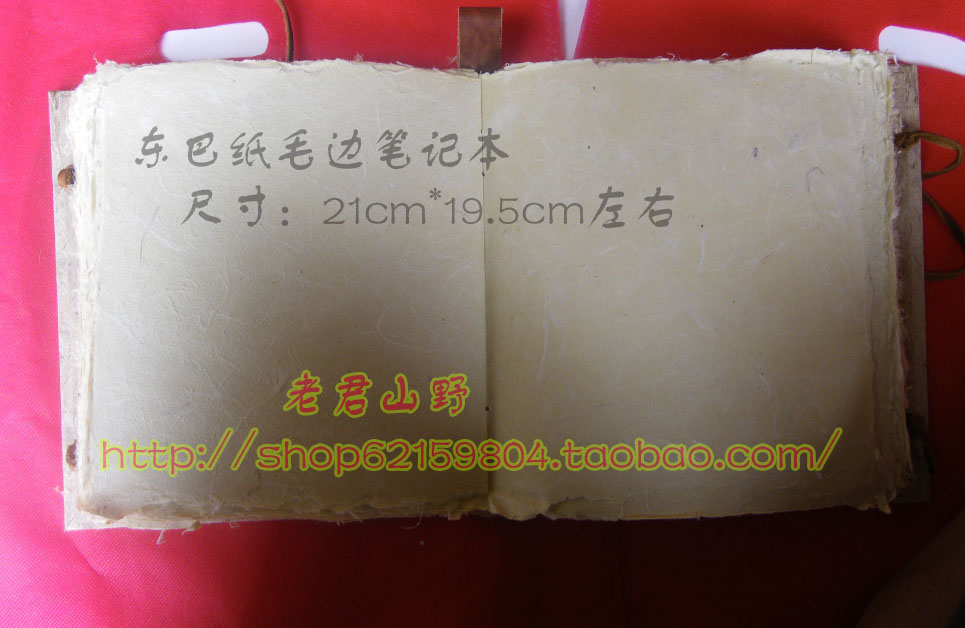 东巴纸毛边笔记本
尺寸：21cm*19.5cm左右
老君山野
http://shop62159804.taobao.com/